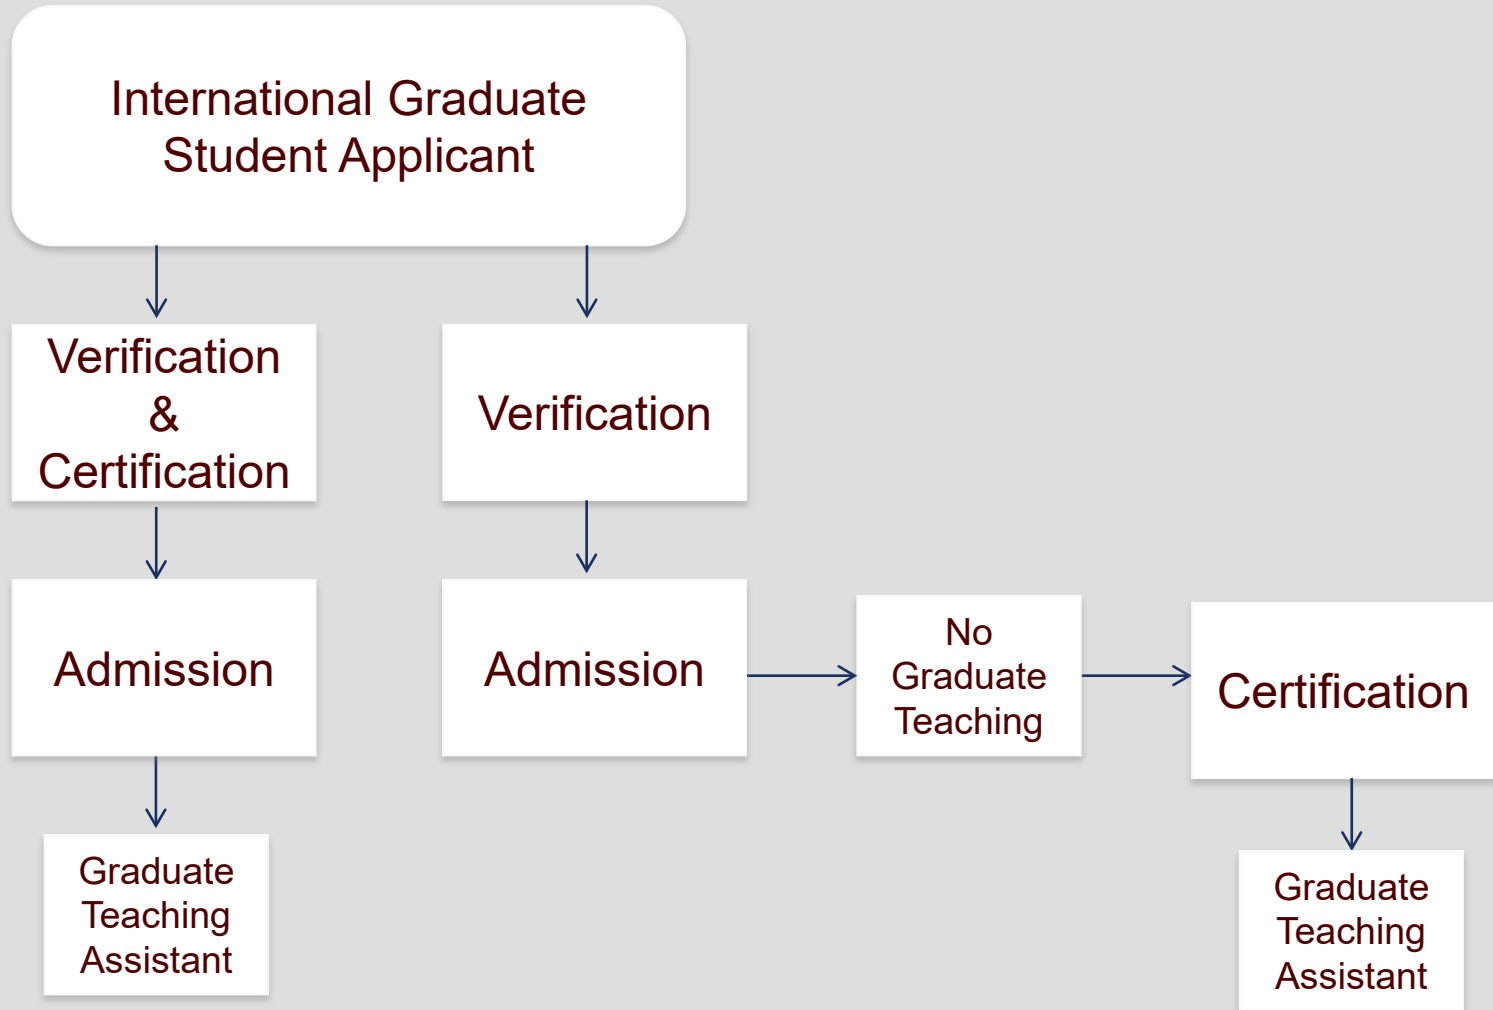 International Graduate
Student Applicant
Verification
&
Certification
Verification
Admission
Admission
No
Graduate
Teaching
Certification
Graduate
Teaching
Assistant
Graduate
Teaching
Assistant